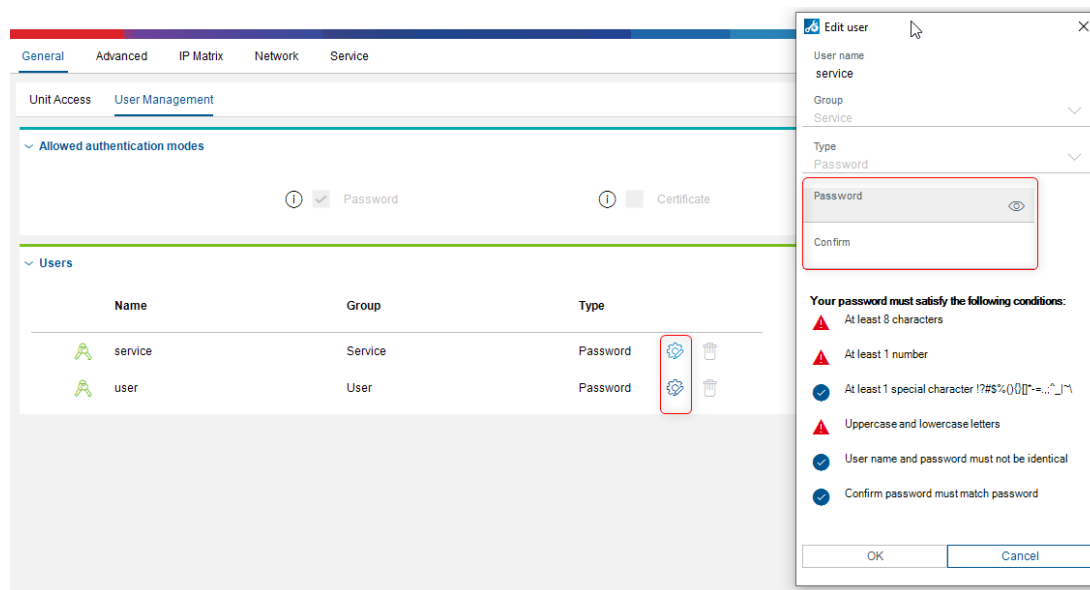 General Advanced IP Matrix Network Service
Unit Access User Management
Allowed authentication modes
Password Certificate
Users
Name Group Type
service Service Password
user User Password
Edit user
User name
service
Group
Service
Type
Password
Password
Confirm
Your password must satisfy the following conditions:
At least 8 characters
At least 1 number
At least 1 special character !?#$%(){}[]*-=.,;^_|~\
Uppercase and lowercase letters
User name and password must not be identical
Confirm password must match password
OK Cancel